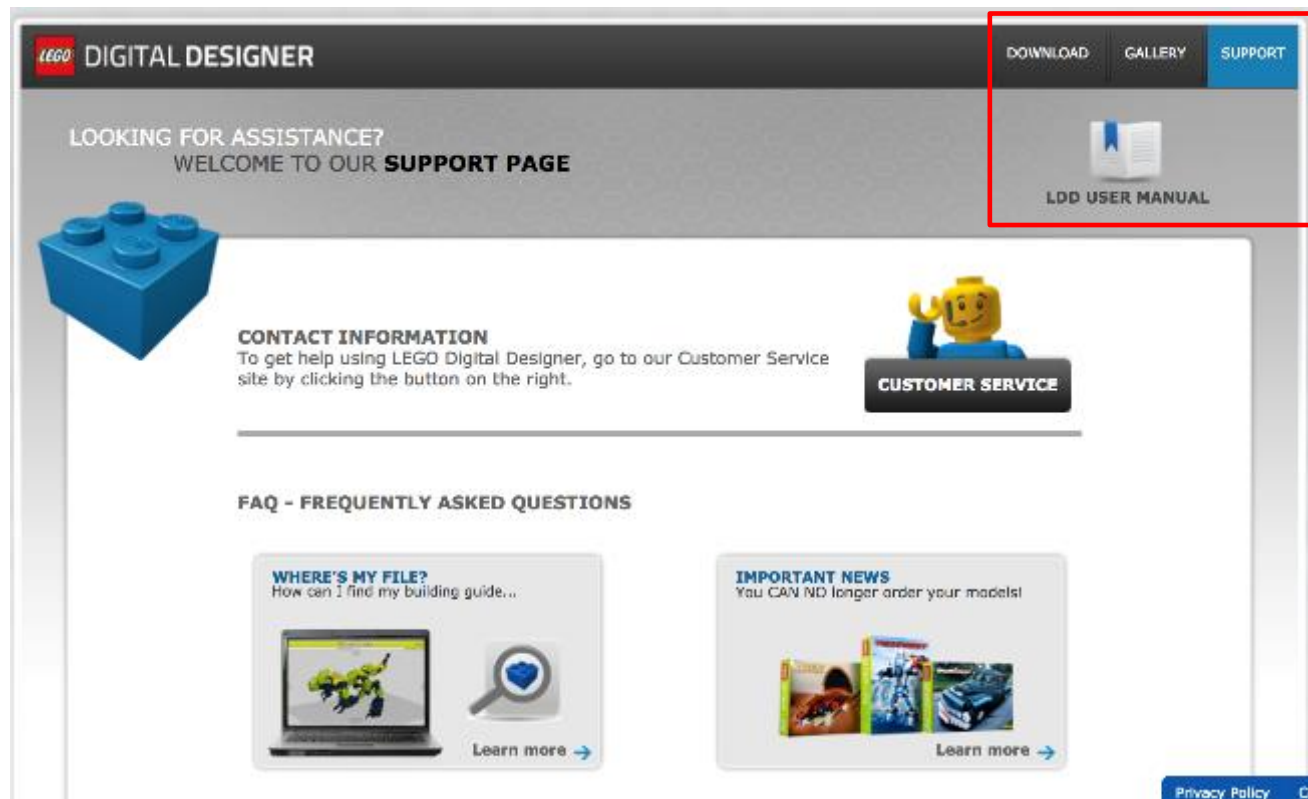 LEGO DIGITAL DESIGNER
DOWNLOAD GALLERY SUPPORT
LOOKING FOR ASSISTANCE?
WELCOME TO OUR SUPPORT PAGE
LDD USER MANUAL
CONTACT INFORMATION
To get help using LEGO Digital Designer, go to our Customer Service
site by clicking the button on the right.
CUSTOMER SERVICE
FAQ - FREQUENTLY ASKED QUESTIONS
WHERE'S MY FILE?
How can I find my building guide...
Learn more
IMPORTANT NEWS
You CAN NO longer order your models!
Learn more
Privacy Policy